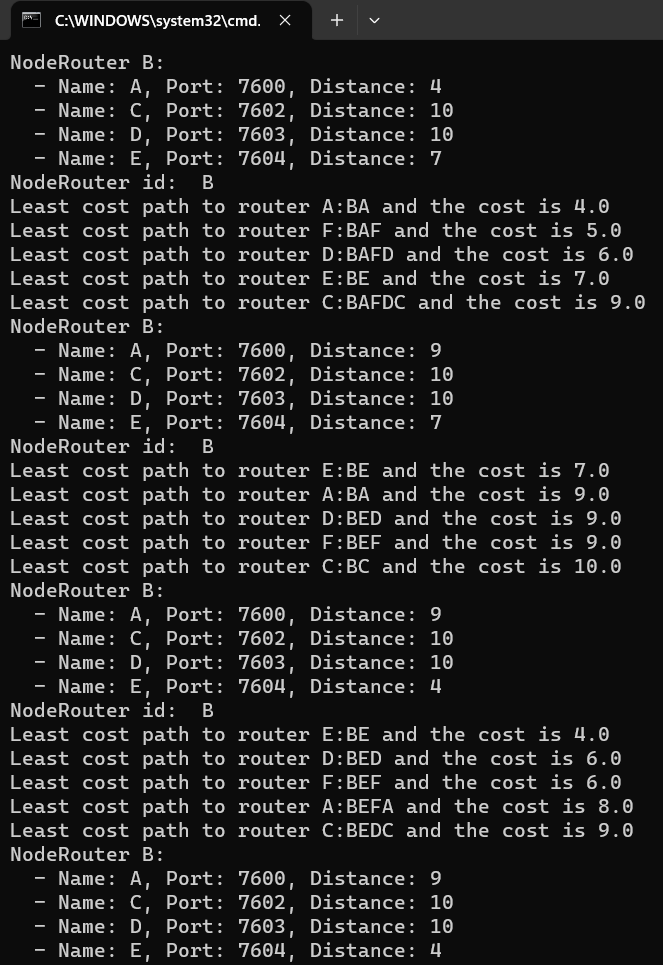 C:\WINDOWS\system32\cmd.
NodeRouter B:
  - Name: A, Port: 7600, Distance: 4
  - Name: C, Port: 7602, Distance: 10
  - Name: D, Port: 7603, Distance: 10
  - Name: E, Port: 7604, Distance: 7
NodeRouter id:  B
Least cost path to router A:BA and the cost is 4.0
Least cost path to router F:BAF and the cost is 5.0
Least cost path to router D:BAFD and the cost is 6.0
Least cost path to router E:BE and the cost is 7.0
Least cost path to router C:BAFDC and the cost is 9.0
NodeRouter B:
  - Name: A, Port: 7600, Distance: 9
  - Name: C, Port: 7602, Distance: 10
  - Name: D, Port: 7603, Distance: 10
  - Name: E, Port: 7604, Distance: 7
NodeRouter id:  B
Least cost path to router E:BE and the cost is 7.0
Least cost path to router A:BA and the cost is 9.0
Least cost path to router D:BED and the cost is 9.0
Least cost path to router F:BEF and the cost is 9.0
Least cost path to router C:BC and the cost is 10.0
NodeRouter B:
  - Name: A, Port: 7600, Distance: 9
  - Name: C, Port: 7602, Distance: 10
  - Name: D, Port: 7603, Distance: 10
  - Name: E, Port: 7604, Distance: 4
NodeRouter id:  B
Least cost path to router E:BE and the cost is 4.0
Least cost path to router D:BED and the cost is 6.0
Least cost path to router F:BEF and the cost is 6.0
Least cost path to router A:BEFA and the cost is 8.0
Least cost path to router C:BEDC and the cost is 9.0
NodeRouter B:
  - Name: A, Port: 7600, Distance: 9
  - Name: C, Port: 7602, Distance: 10
  - Name: D, Port: 7603, Distance: 10
  - Name: E, Port: 7604, Distance: 4